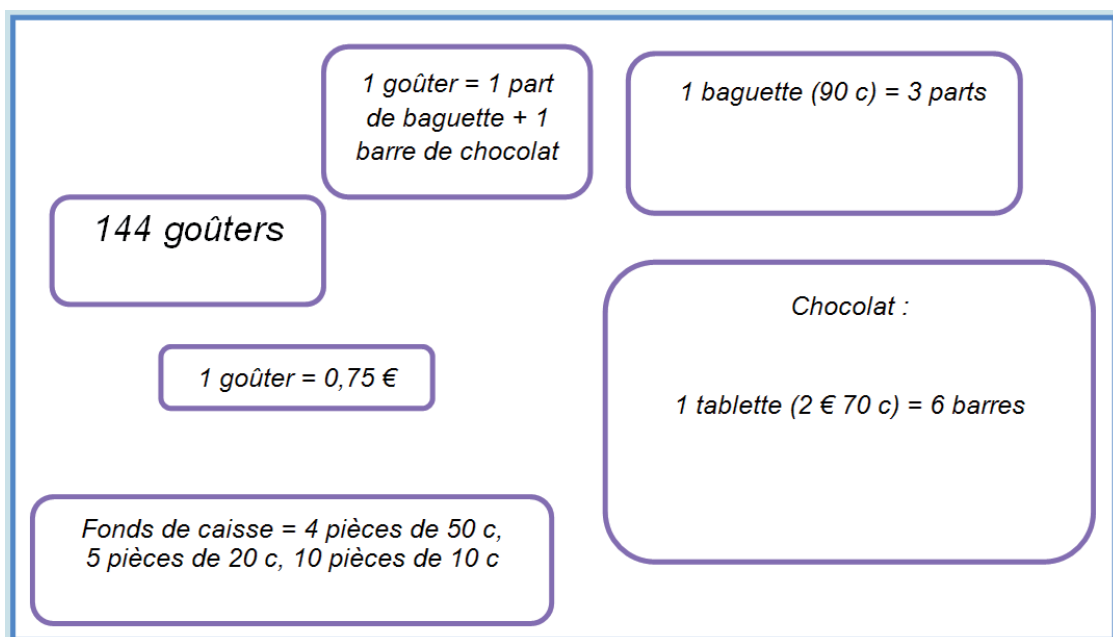 1 goûter = 1 part
de baguette + 1
barre de chocolat
1 baguette (90 c) = 3 parts
144 goûters
Chocolat :
1 tablette (2 € 70 c) = 6 barres
1 goûter = 0,75 €
Fonds de caisse = 4 pièces de 50 c,
5 pièces de 20 c, 10 pièces de 10 c